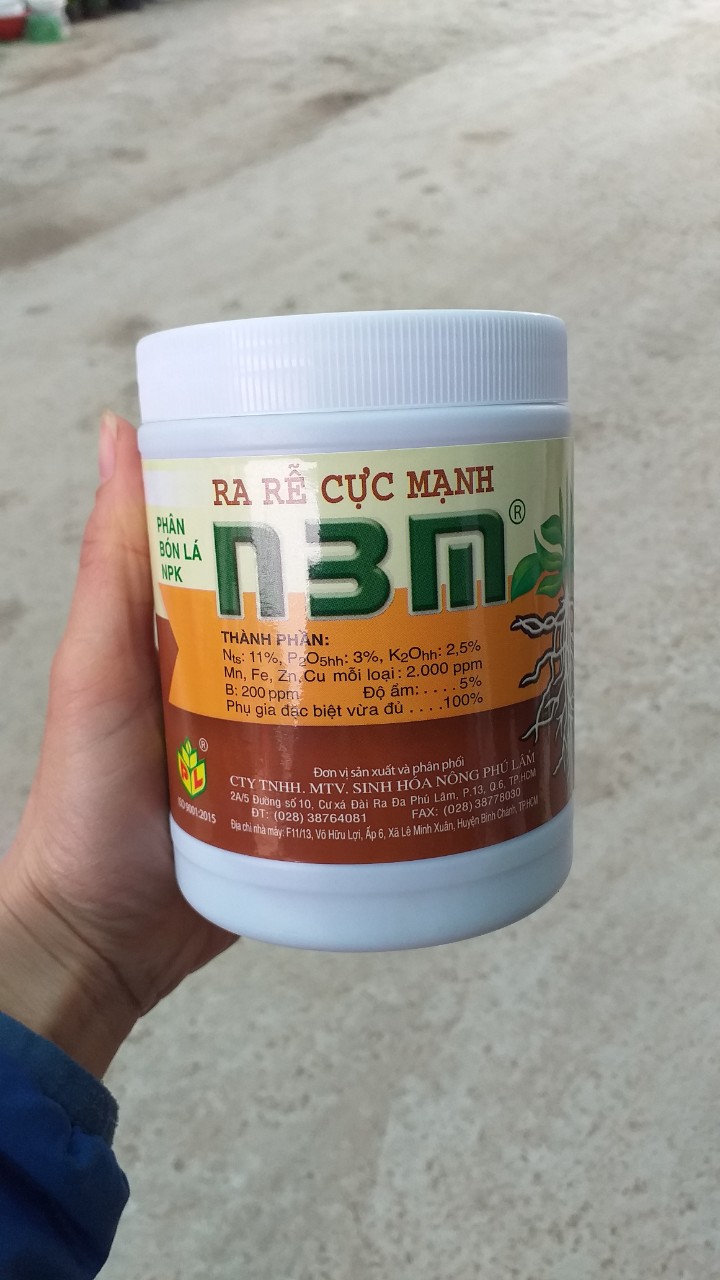 RA RỄ CỰC MẠNH
N3M®
PHÂN
BÓN LÁ
NPK
THÀNH PHẦN:
Nts: 11%, P2O5hh: 3%, K2Ohh: 2,5%
Mn, Fe, Zn,Cu mỗi loại : 2.000 ppm
B: 200 ppm Độ ẩm: . . . . 5%
Phụ gia đặc biệt vừa đủ . . . .100%
®
PL
ISO 9001:2015
Đơn vị sản xuất và phân phối
CTY TNHH. MTV. SINH HÓA NÔNG PHÚ LÂM
2A/5 Đường số 10, Cư xá Đài Ra Đa Phú Lâm, P.13, Q.6, TP.HCM
ĐT: (028) 38764081 FAX: (028) 38778030
Địa chỉ nhà máy: F11/13, Võ Hữu Lợi, Ấp 6, Xã Lê Minh Xuân, Huyện Bình Chánh, TP.HCM